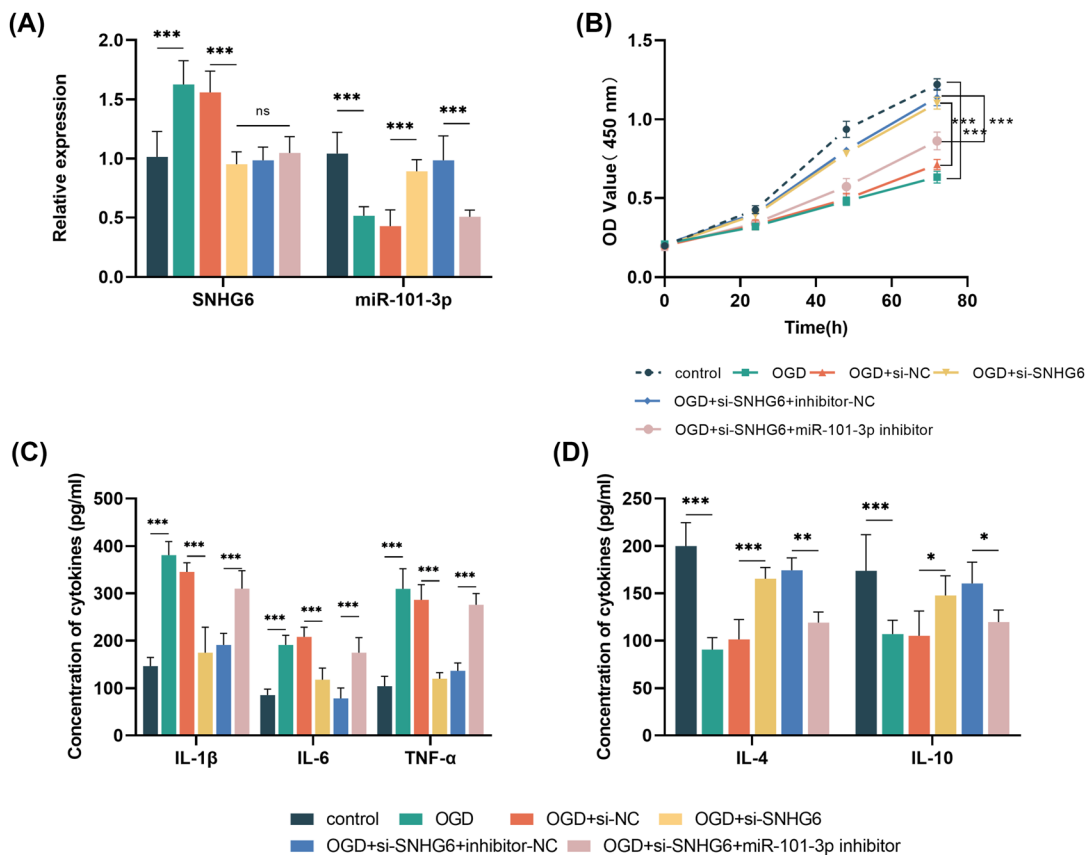 (A)
Relative expression
2.0
1.5
1.0
0.5
0.0
*** *** ns *** *** ***
SNHG6 miR-101-3p
(B)
OD Value( 450 nm)
1.5
1.0
0.5
0.0
*** *** ***
0 20 40 60 80
Time(h)
control OGD OGD+si-NC OGD+si-SNHG6
OGD+si-SNHG6+inhibitor-NC
OGD+si-SNHG6+miR-101-3p inhibitor
(C)
Concentration of cytokines (pg/ml)
500
400
300
200
100
0
*** *** *** *** *** *** *** *** ***
IL-1β IL-6 TNF-α
(D)
Concentration of cytokines (pg/ml)
250
200
150
100
50
0
*** *** ** *** * *
IL-4 IL-10
control OGD OGD+si-NC OGD+si-SNHG6
OGD+si-SNHG6+inhibitor-NC OGD+si-SNHG6+miR-101-3p inhibitor